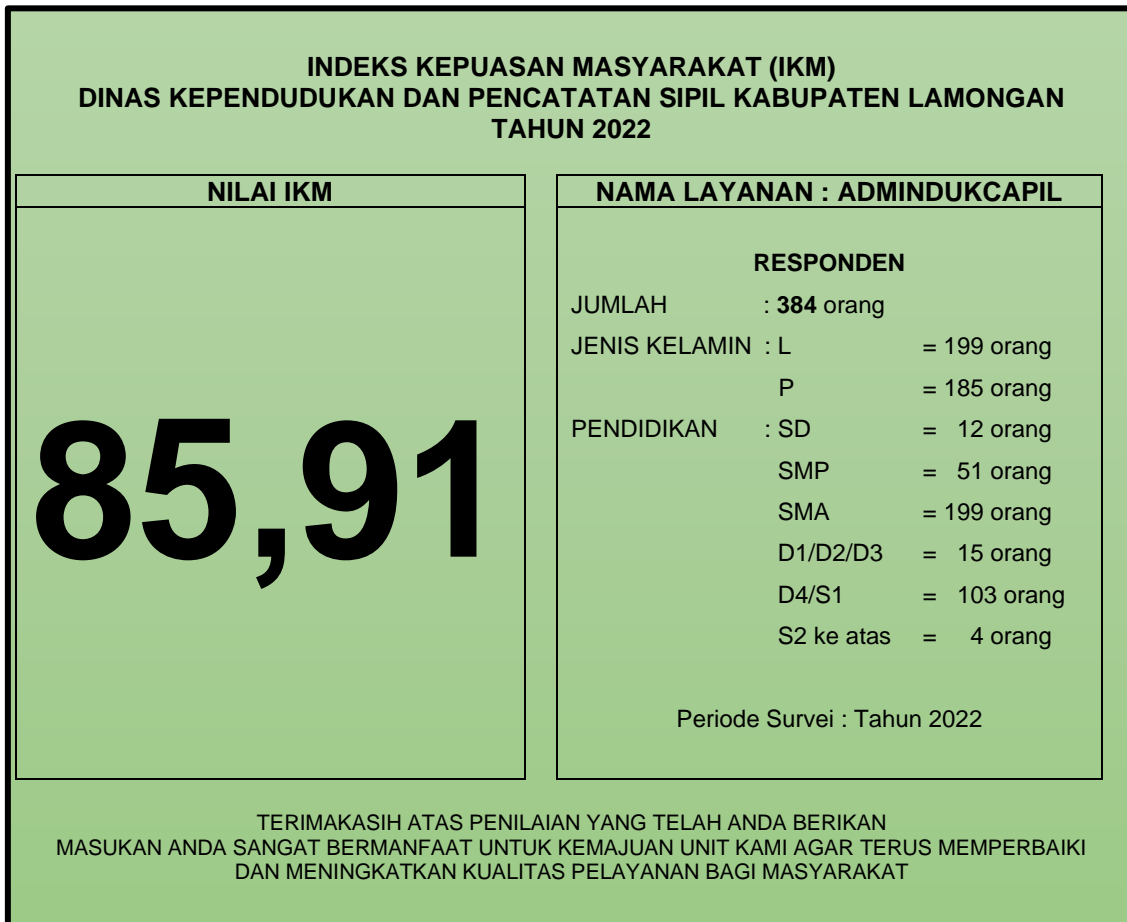 INDEKS KEPUASAN MASYARAKAT (IKM)
DINAS KEPENDUDUKAN DAN PENCATATAN SIPIL KABUPATEN LAMONGAN
TAHUN 2022
NILAI IKM
85,91
NAMA LAYANAN : ADMINDUKCAPIL
RESPONDEN
JUMLAH : 384 orang
JENIS KELAMIN : L = 199 orang
P = 185 orang
PENDIDIKAN : SD = 12 orang
SMP = 51 orang
SMA = 199 orang
D1/D2/D3 = 15 orang
D4/S1 = 103 orang
S2 ke atas = 4 orang
Periode Survei : Tahun 2022
TERIMAKASIH ATAS PENILAIAN YANG TELAH ANDA BERIKAN
MASUKAN ANDA SANGAT BERMANFAAT UNTUK KEMAJUAN UNIT KAMI AGAR TERUS MEMPERBAIKI
DAN MENINGKATKAN KUALITAS PELAYANAN BAGI MASYARAKAT